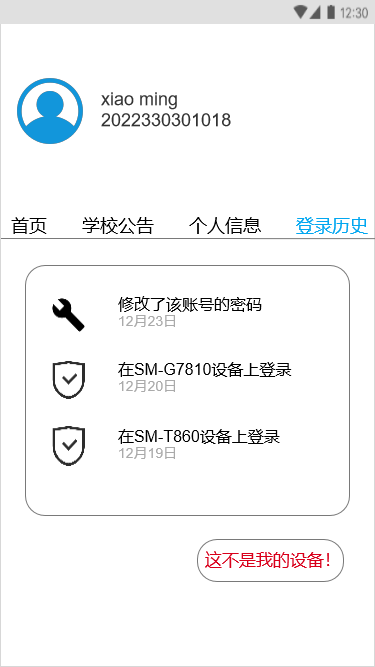 12:30
xiao ming
2022330301018
首页 学校公告 个人信息 登录历史
修改了该账号的密码
12月23日
在SM-G7810设备上登录
12月20日
在SM-T860设备上登录
12月19日
这不是我的设备！